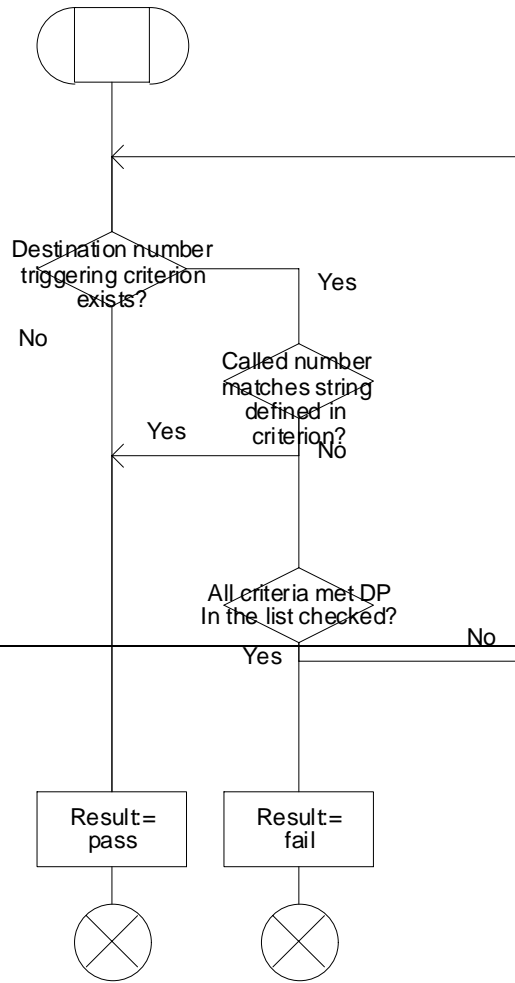 Destination number
triggering criterion
exists?
Yes
No
Called number
matches string
defined in
criterion?
Yes
No
All criteria met DP
In the list checked?
No
Yes
Result:=
pass
Result:=
fail